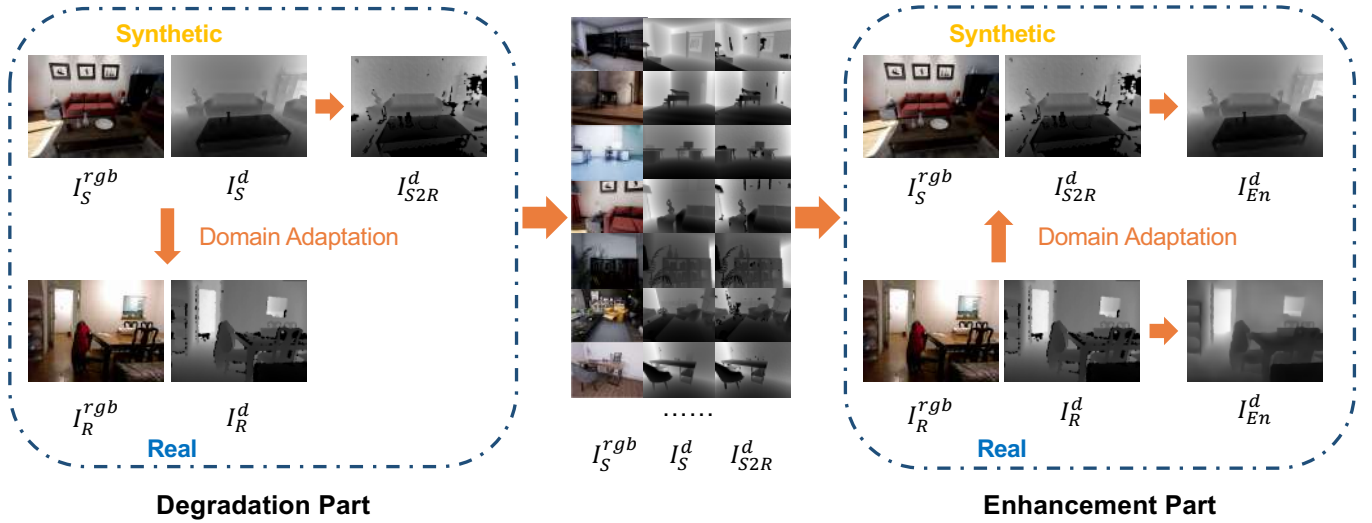 Synthetic
I_S^{rgb} I_S^d I_{S2R}^d
Domain Adaptation
I_R^{rgb} I_R^d
Real
Degradation Part
......
I_S^{rgb} I_S^d I_{S2R}^d
Synthetic
I_S^{rgb} I_{S2R}^d I_{En}^d
Domain Adaptation
I_R^{rgb} I_R^d I_{En}^d
Real
Enhancement Part